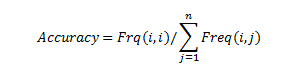 Accuracy = Frq(i,i)/∑_{j=1}^{n} Freq(i,j)